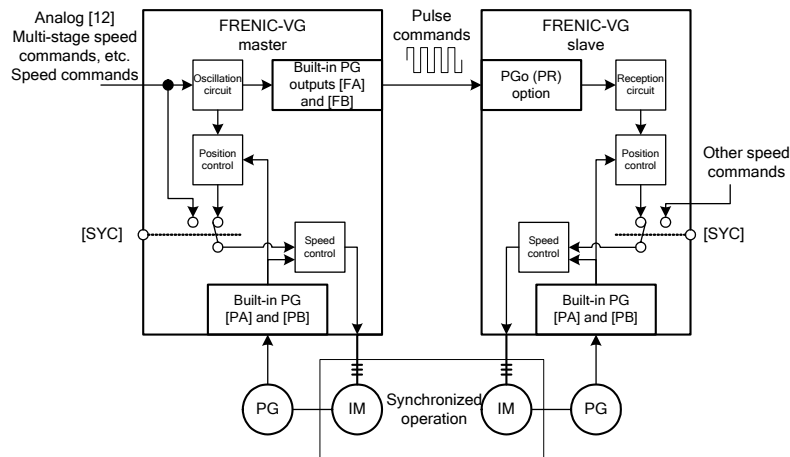 Analog [12]
Multi-stage speed
commands, etc.
Speed commands
FRENIC-VG
master
Oscillation
circuit
Built-in PG
outputs [FA]
and [FB]
Position
control
[SYC]
Speed
control
Built-in PG
[PA] and [PB]
PG
IM
Pulse
commands
Synchronized
operation
FRENIC-VG
slave
PGo (PR)
option
Reception
circuit
Position
control
Other speed
commands
[SYC]
Speed
control
Built-in PG
[PA] and [PB]
IM
PG